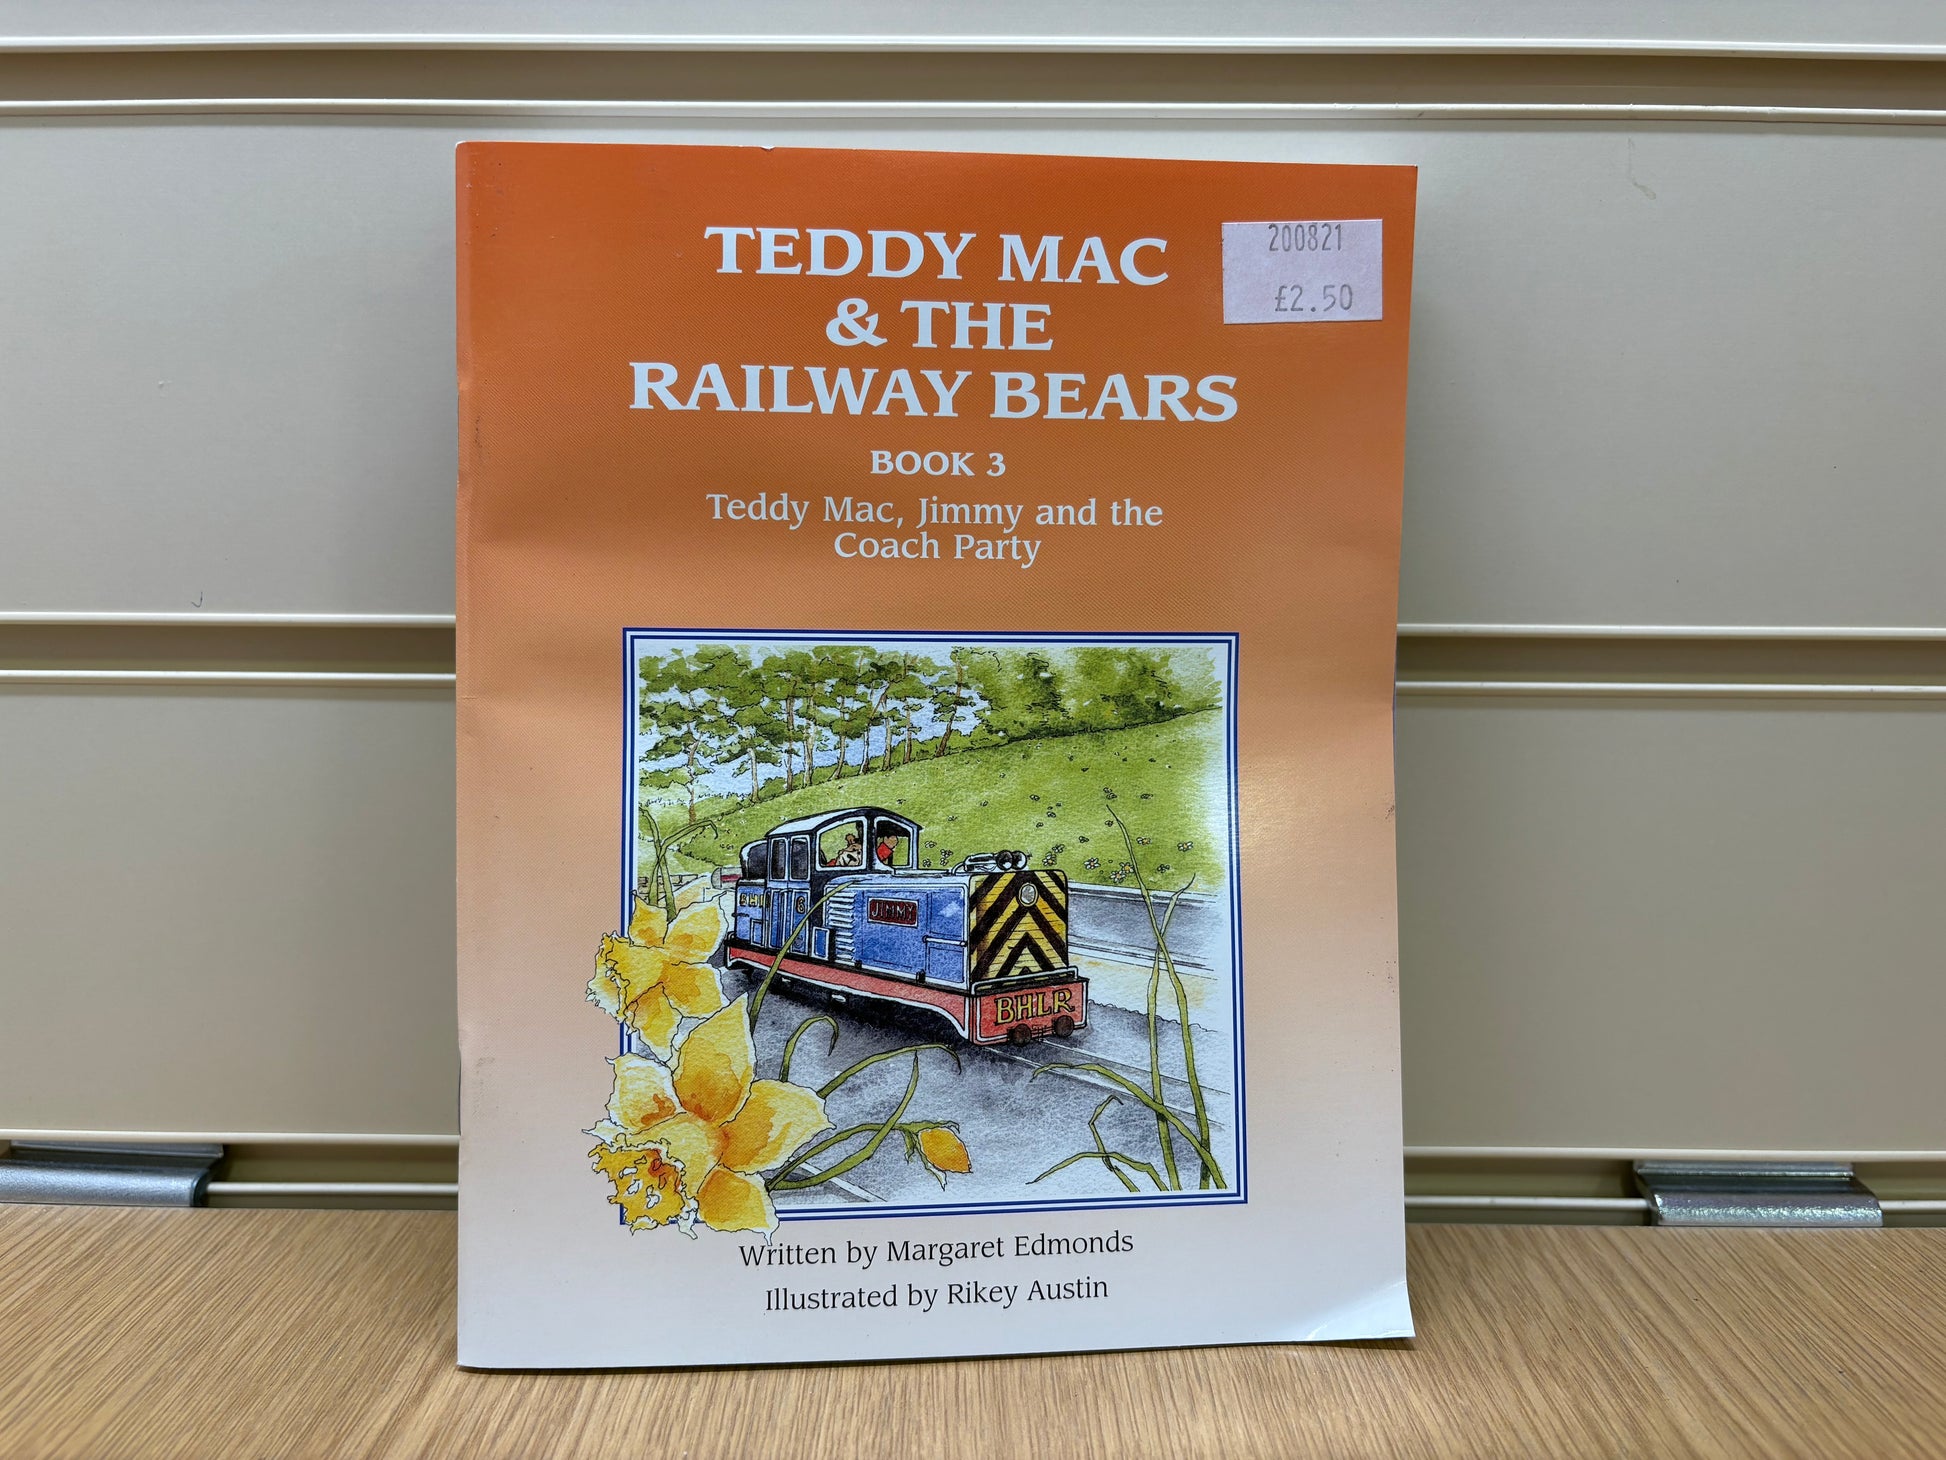 TEDDY MAC
& THE
RAILWAY BEARS
BOOK 3
Teddy Mac, Jimmy and the
Coach Party
200821
£2.50
JIMMY
BHLR
Written by Margaret Edmonds
Illustrated by Rikey Austin